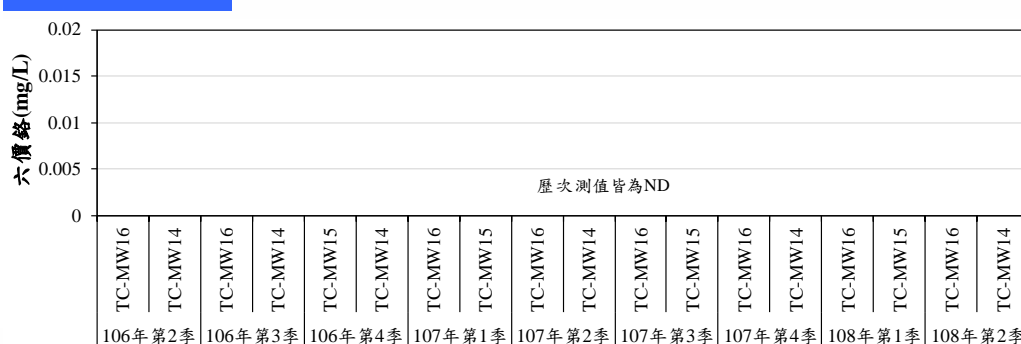 六價鉻(mg/L)
0.02
0.015
0.01
0.005
0
歷次測值皆為ND
TC-MW16 TC-MW14 TC-MW16 TC-MW14 TC-MW15 TC-MW14 TC-MW16 TC-MW15 TC-MW16 TC-MW14 TC-MW16 TC-MW15 TC-MW16 TC-MW14 TC-MW16 TC-MW15 TC-MW16 TC-MW14
106年第2季 106年第3季 106年第4季 107年第1季 107年第2季 107年第3季 107年第4季 108年第1季 108年第2季